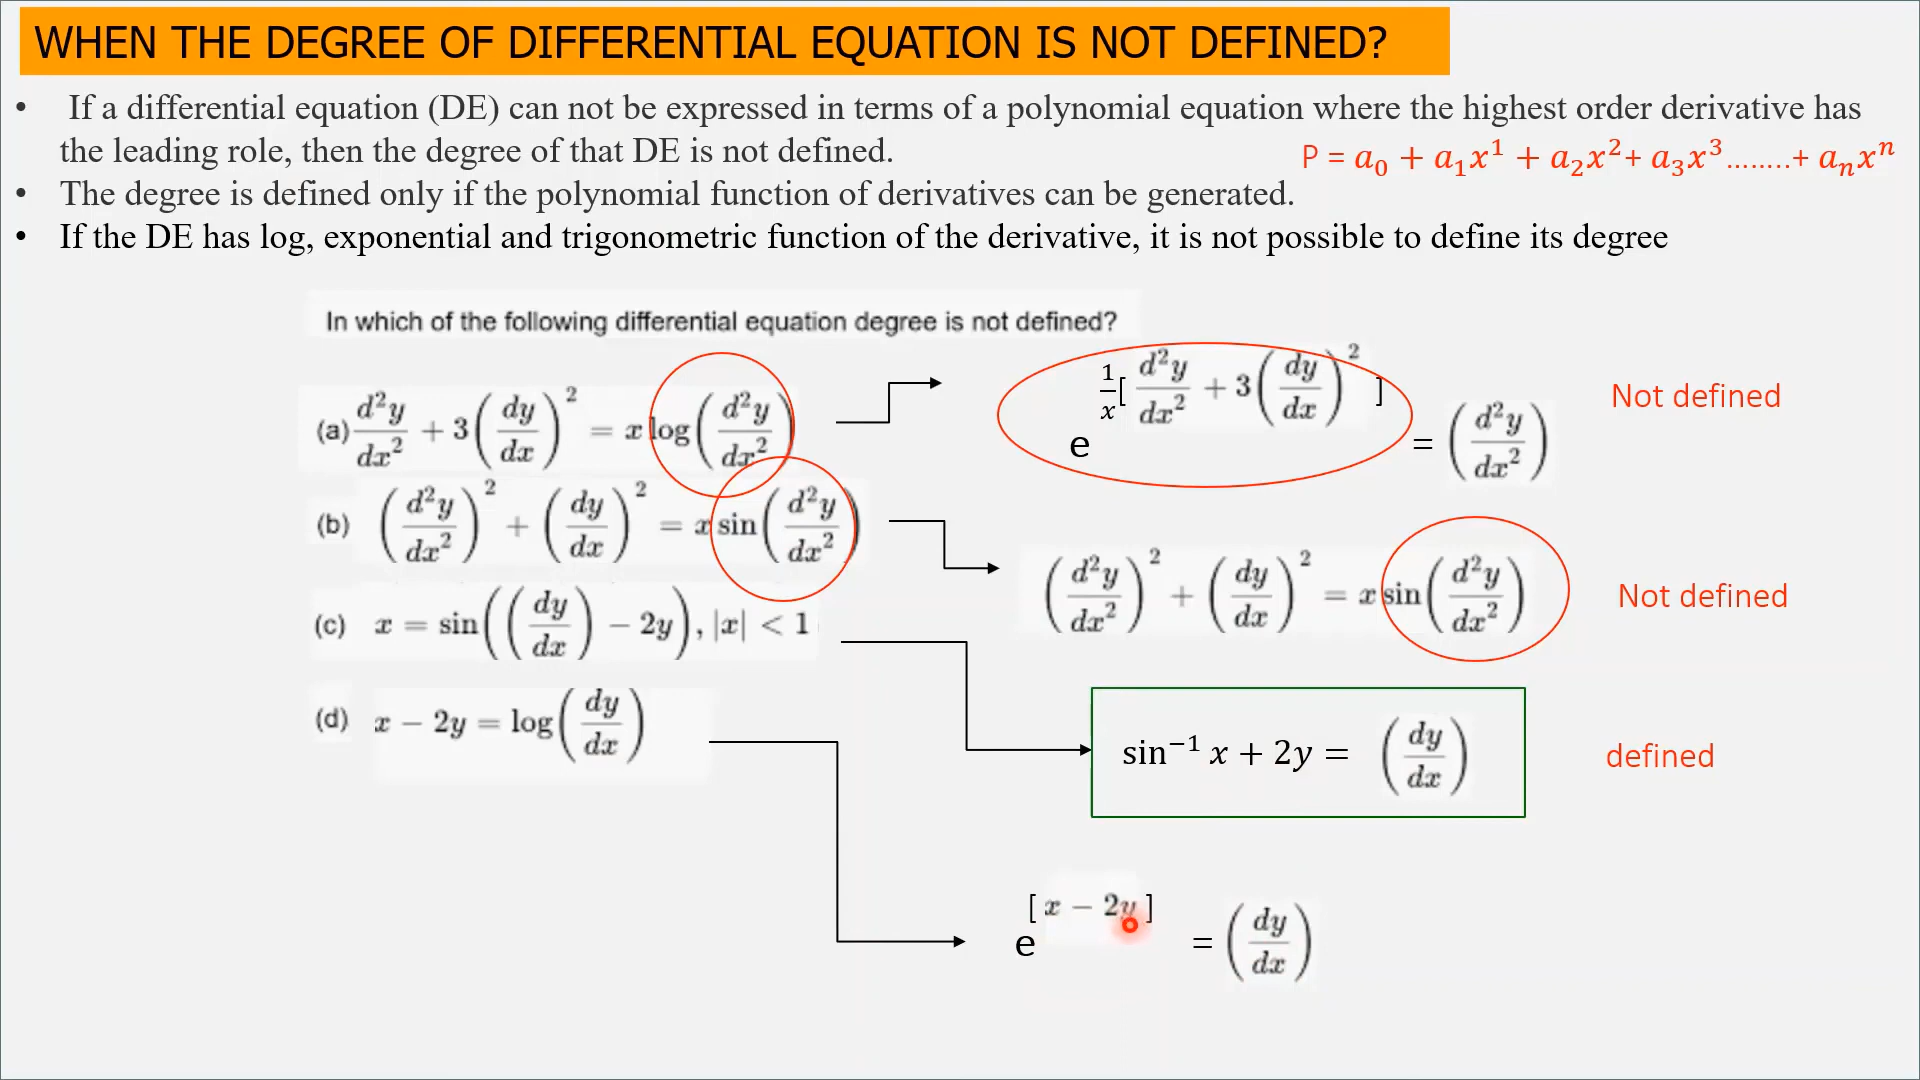 WHEN THE DEGREE OF DIFFERENTIAL EQUATION IS NOT DEFINED?
• If a differential equation (DE) can not be expressed in terms of a polynomial equation where the highest order derivative has
the leading role, then the degree of that DE is not defined.
P = a₀ + a₁x¹ + a₂x² + a₃x³ ........+ aₙxⁿ
• The degree is defined only if the polynomial function of derivatives can be generated.
• If the DE has log, exponential and trigonometric function of the derivative, it is not possible to define its degree
In which of the following differential equation degree is not defined?
(a) d²y/dx² + 3(dy/dx)² = x log(d²y/dx²)
e^(1/x [d²y/dx² + 3(dy/dx)²]) = (d²y/dx²)
Not defined
(b) (d²y/dx²)² + (dy/dx)² = x sin(d²y/dx²)
(d²y/dx²)² + (dy/dx)² = x sin(d²y/dx²)
Not defined
(c) x = sin((dy/dx) − 2y), |x| < 1
sin⁻¹ x + 2y = (dy/dx)
defined
(d) x − 2y = log(dy/dx)
e^[x − 2y] = (dy/dx)